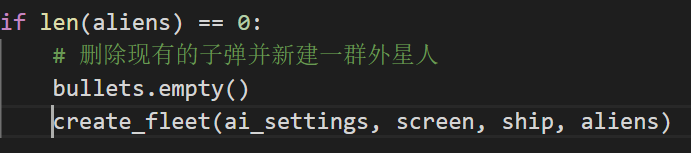 if len(aliens) == 0:
    # 删除现有的子弹并新建一群外星人
    bullets.empty()
    create_fleet(ai_settings, screen, ship, aliens)